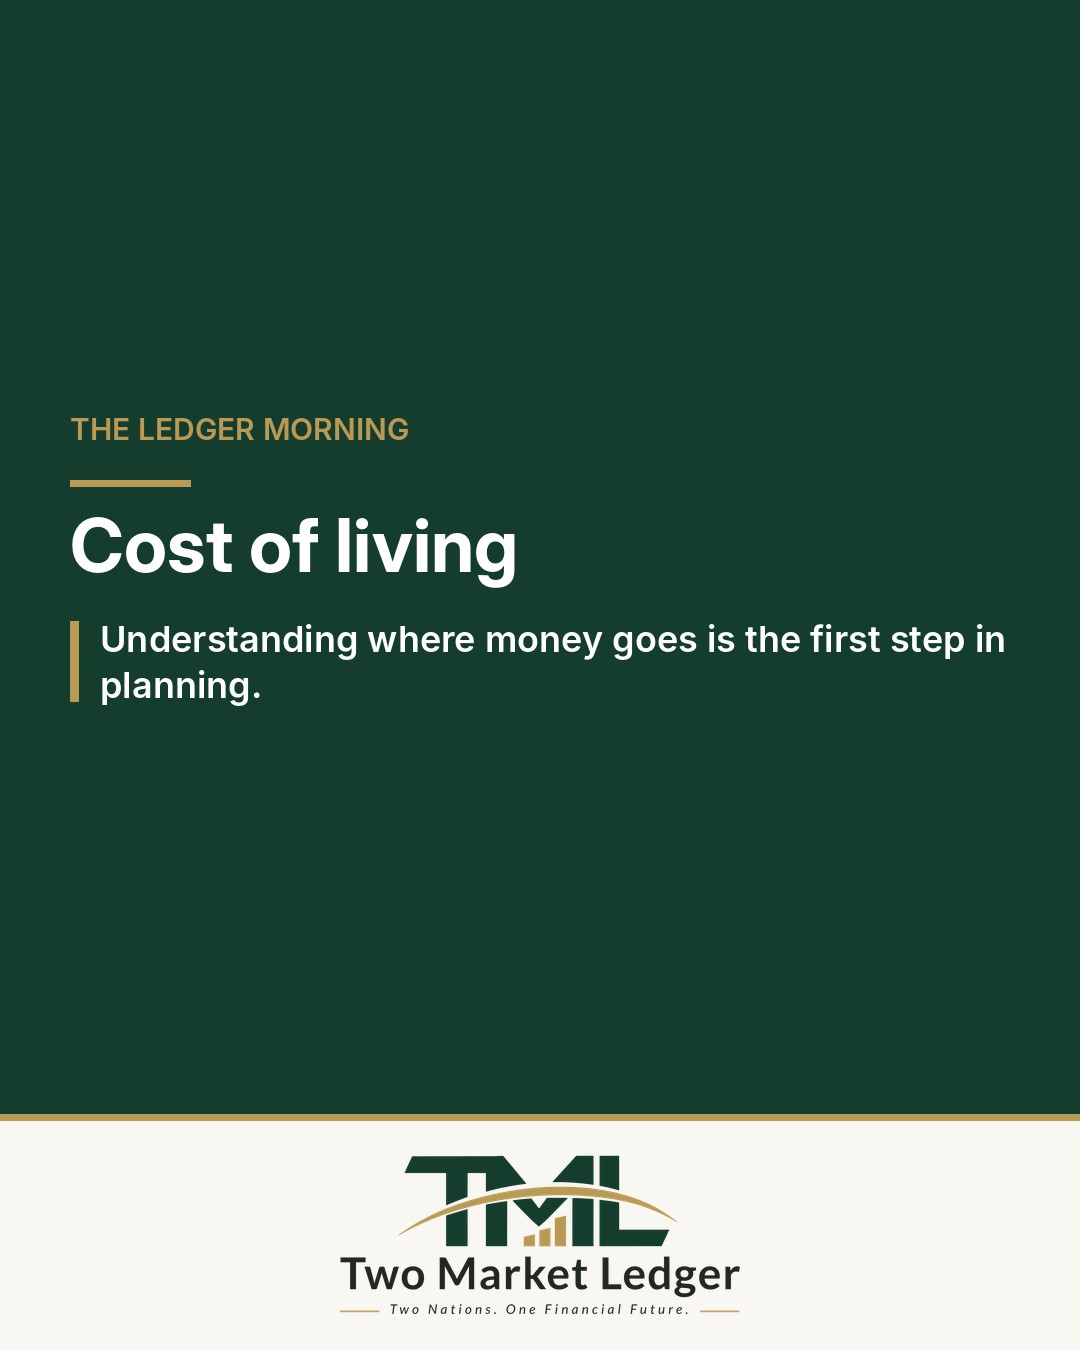 THE LEDGER MORNING
Cost of living
Understanding where money goes is the first step in
planning.
TML
Two Market Ledger
Two Nations. One Financial Future.